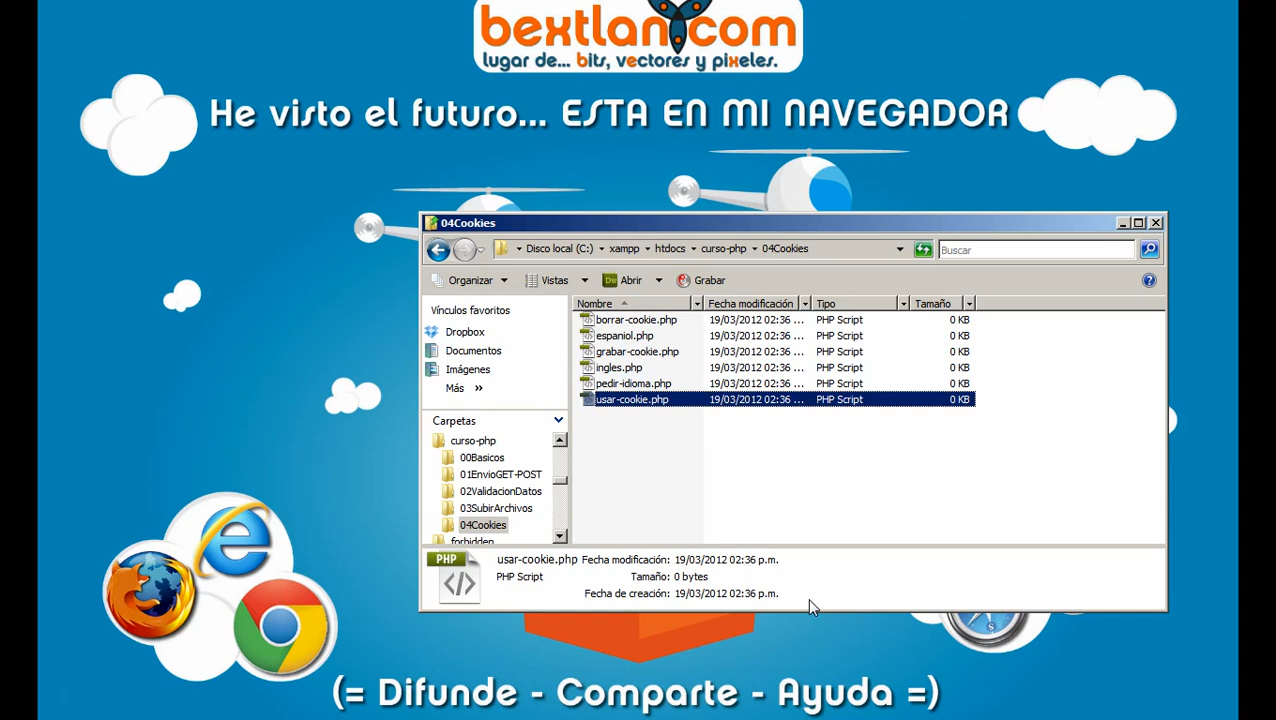 bextlan.com
lugar de... bits, vectores y pixeles.
He visto el futuro... ESTA EN MI NAVEGADOR
04Cookies
Disco local (C:) xampp htdocs curso-php 04Cookies
Buscar
Organizar Vistas Dw Abrir Grabar
Vínculos favoritos
Dropbox
Documentos
Imágenes
Más »
Carpetas
curso-php
00Basicos
01EnvioGET-POST
02ValidacionDatos
03SubirArchivos
04Cookies
forbidden
Nombre Fecha modificación Tipo Tamaño
borrar-cookie.php 19/03/2012 02:36 ... PHP Script 0 KB
espaniol.php 19/03/2012 02:36 ... PHP Script 0 KB
grabar-cookie.php 19/03/2012 02:36 ... PHP Script 0 KB
ingles.php 19/03/2012 02:36 ... PHP Script 0 KB
pedir-idioma.php 19/03/2012 02:36 ... PHP Script 0 KB
usar-cookie.php 19/03/2012 02:36 ... PHP Script 0 KB
PHP
usar-cookie.php Fecha modificación: 19/03/2012 02:36 p.m.
PHP Script Tamaño: 0 bytes
Fecha de creación: 19/03/2012 02:36 p.m.
(= Difunde - Comparte - Ayuda =)